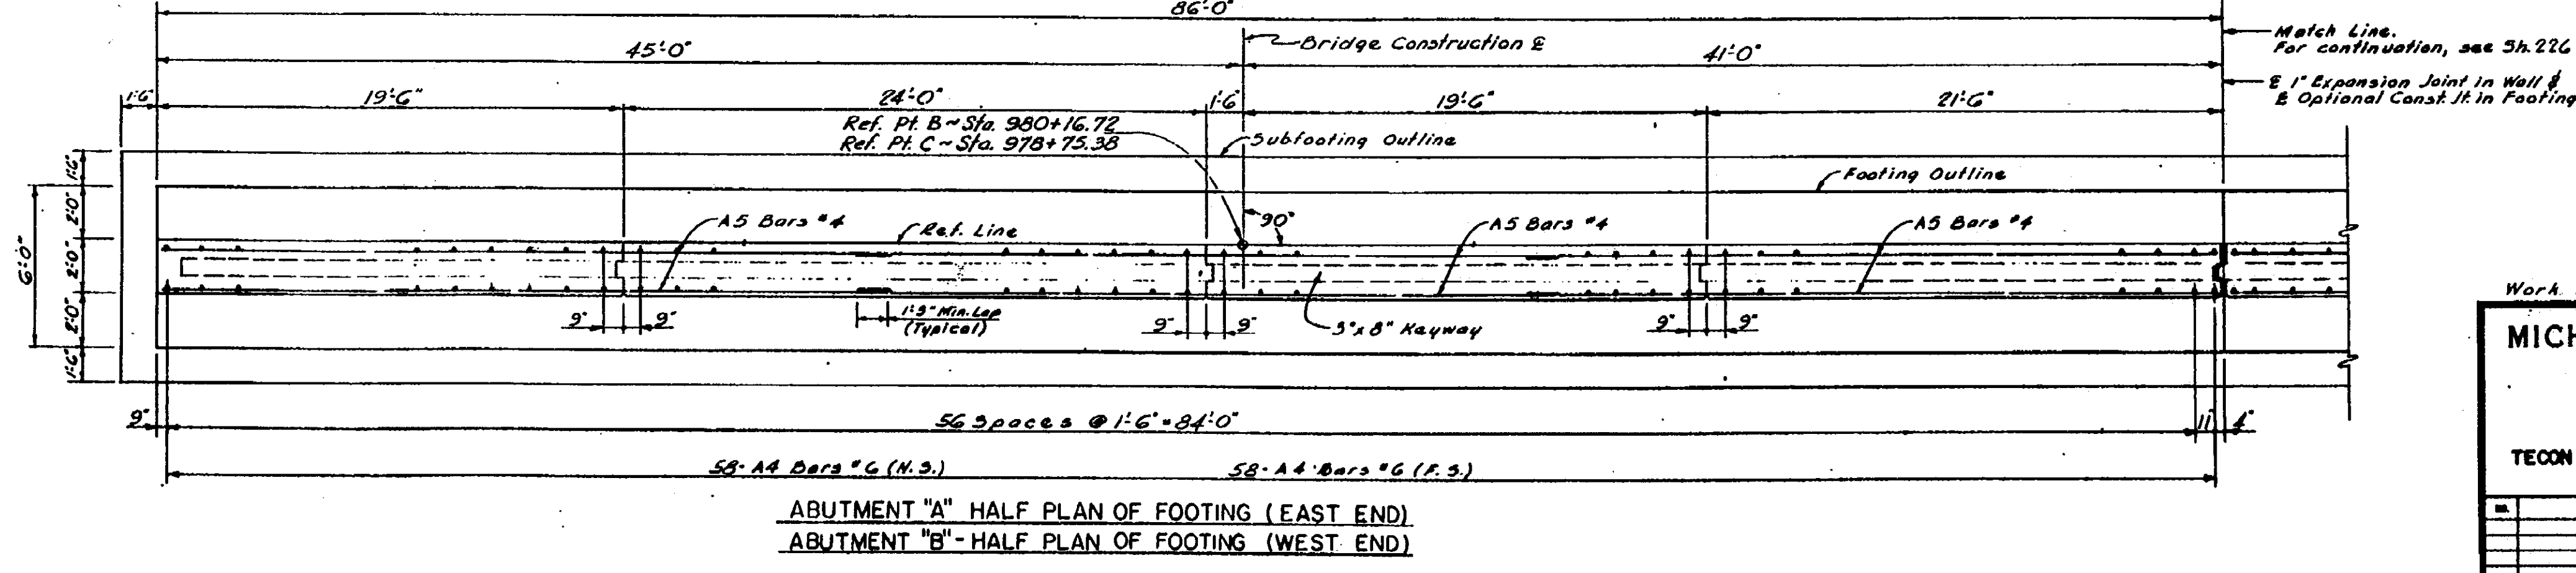 86'-0"
45'-0"
Bridge Construction ℄
41'-0"
Match Line.
For continuation, see Sh. 226
℄ 1" Expansion Joint in Wall &
℄ Optional Const. Jt. in Footing
1'-6"
19'-6"
24'-0"
1'-6"
19'-6"
21'-6"
Ref. Pt. B ~ Sta. 980+16.72
Ref. Pt. C ~ Sta. 978+75.38
Subfooting Outline
Footing Outline
1'-6"
2'-0"
2'-0"
2'-0"
1'-6"
6'-0"
A5 Bars #4
Ref. Line
90°
A5 Bars #4
A5 Bars #4
9"
9"
1'-9" Min. Lap
(Typical)
9"
9"
3" x 8" Keyway
9"
9"
Work
MICH
9"
56 Spaces @ 1'-6" = 84'-0"
11"
4"
58-A4 Bars #6 (N.S.)
58-A4 Bars #6 (F.S.)
TECON
ABUTMENT "A" HALF PLAN OF FOOTING (EAST END)
ABUTMENT "B"-HALF PLAN OF FOOTING (WEST END)